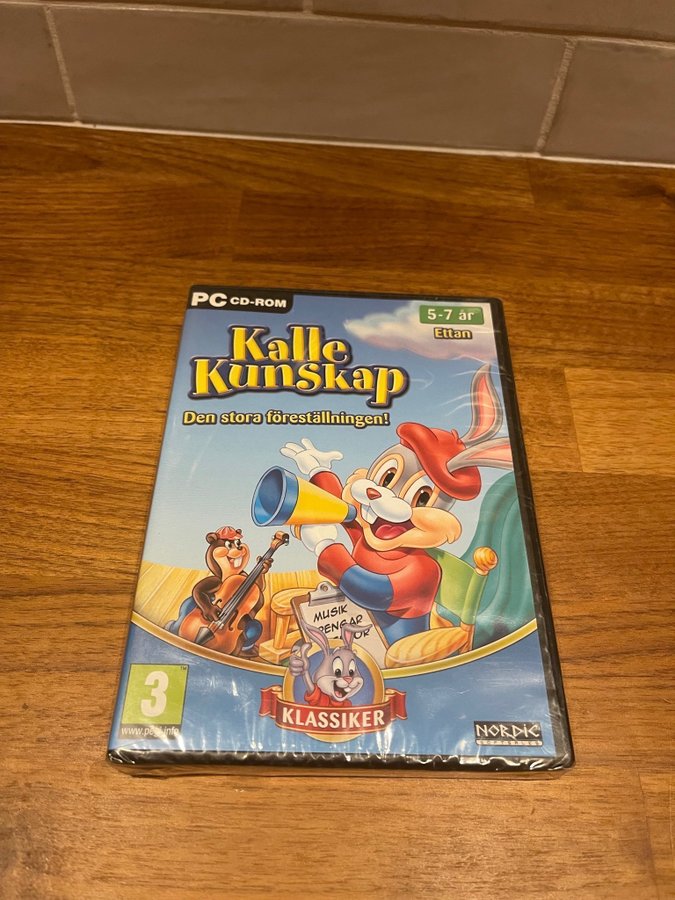 PC CD-ROM
5-7 år
Ettan
Kalle
Kunskap
Den stora föreställningen!
MUSIK
KLASSIKER
3
www.pegi.info
NORDIC
SOFTSALES